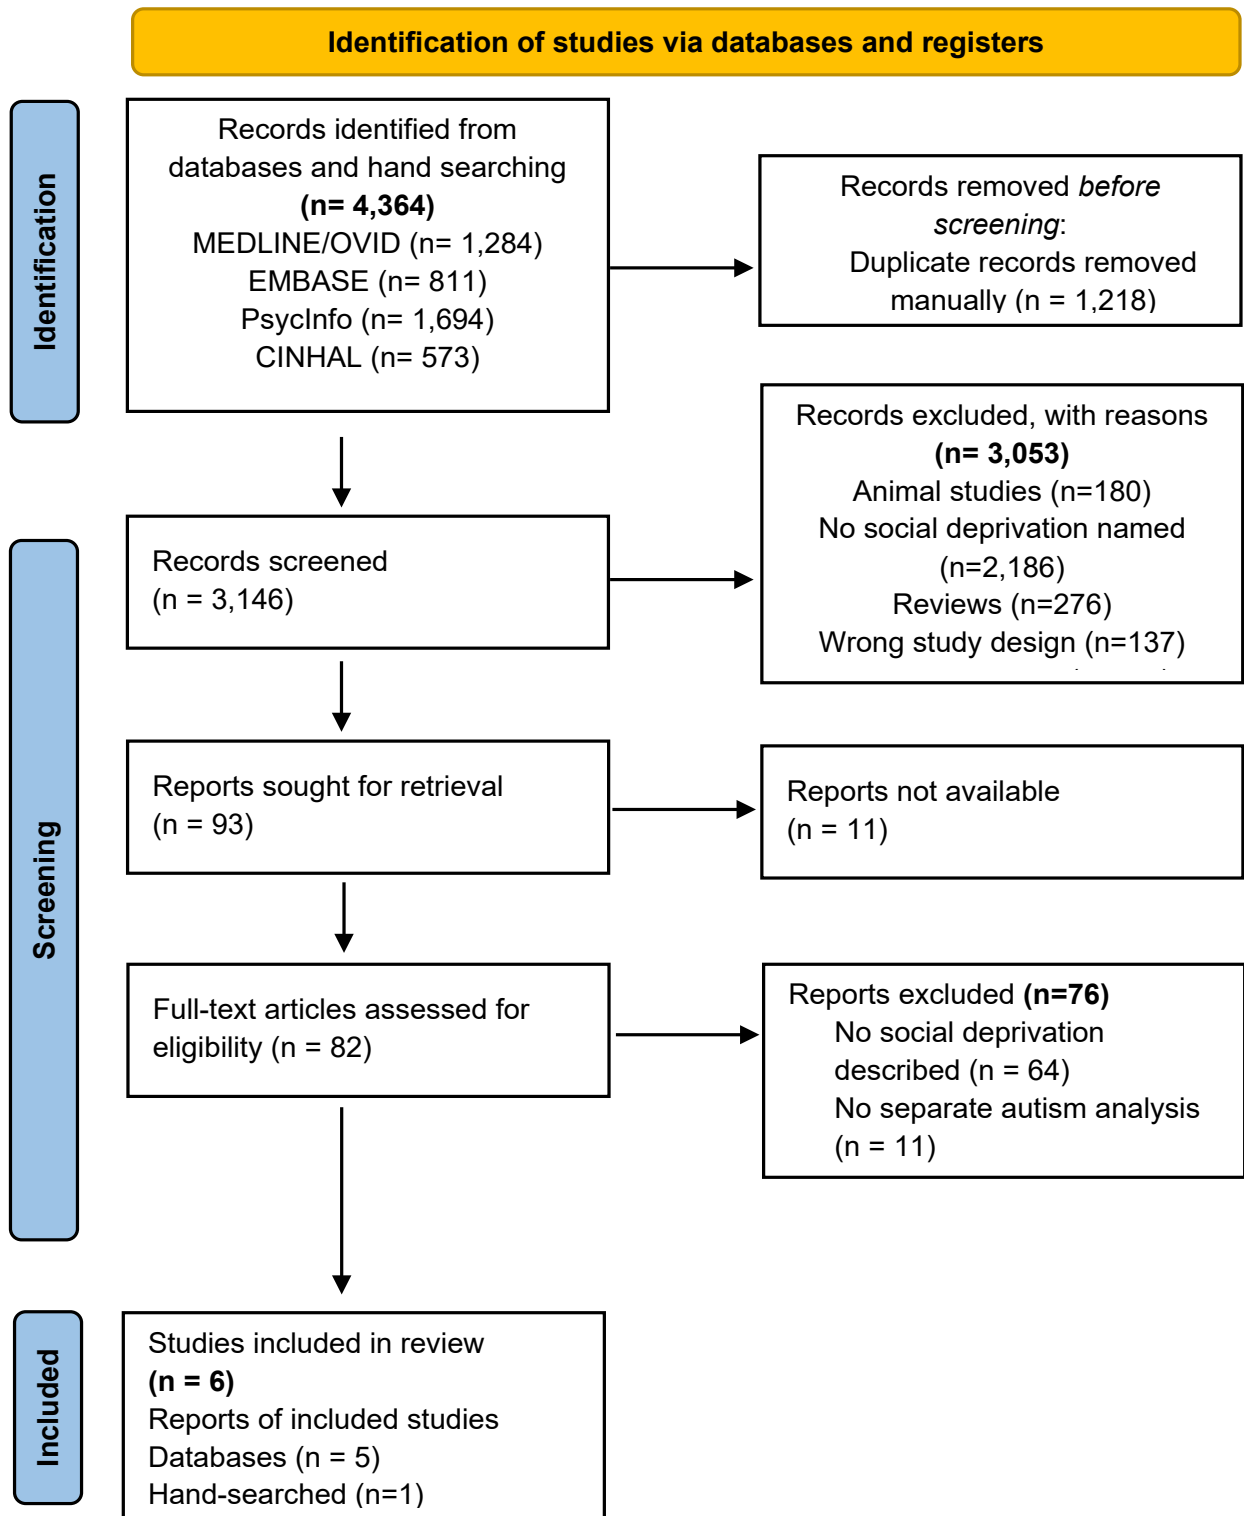 Identification of studies via databases and registers
Identification
Records identified from
databases and hand searching
(n= 4,364)
MEDLINE/OVID (n= 1,284)
EMBASE (n= 811)
PsycInfo (n= 1,694)
CINHAL (n= 573)
Records removed before
screening:
Duplicate records removed
manually (n = 1,218)
Records excluded, with reasons
(n= 3,053)
Animal studies (n=180)
No social deprivation named
(n=2,186)
Reviews (n=276)
Wrong study design (n=137)
Screening
Records screened
(n = 3,146)
Reports sought for retrieval
(n = 93)
Reports not available
(n = 11)
Full-text articles assessed for
eligibility (n = 82)
Reports excluded (n=76)
No social deprivation
described (n = 64)
No separate autism analysis
(n = 11)
Included
Studies included in review
(n = 6)
Reports of included studies
Databases (n = 5)
Hand-searched (n=1)